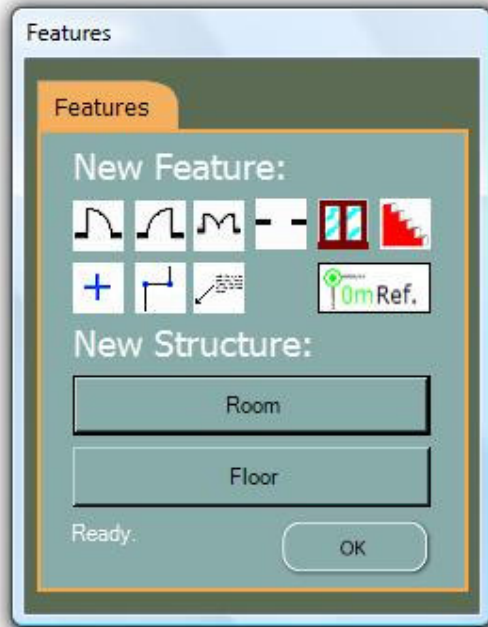 Features
Features
New Feature:
0m Ref.
New Structure:
Room
Floor
Ready.
OK